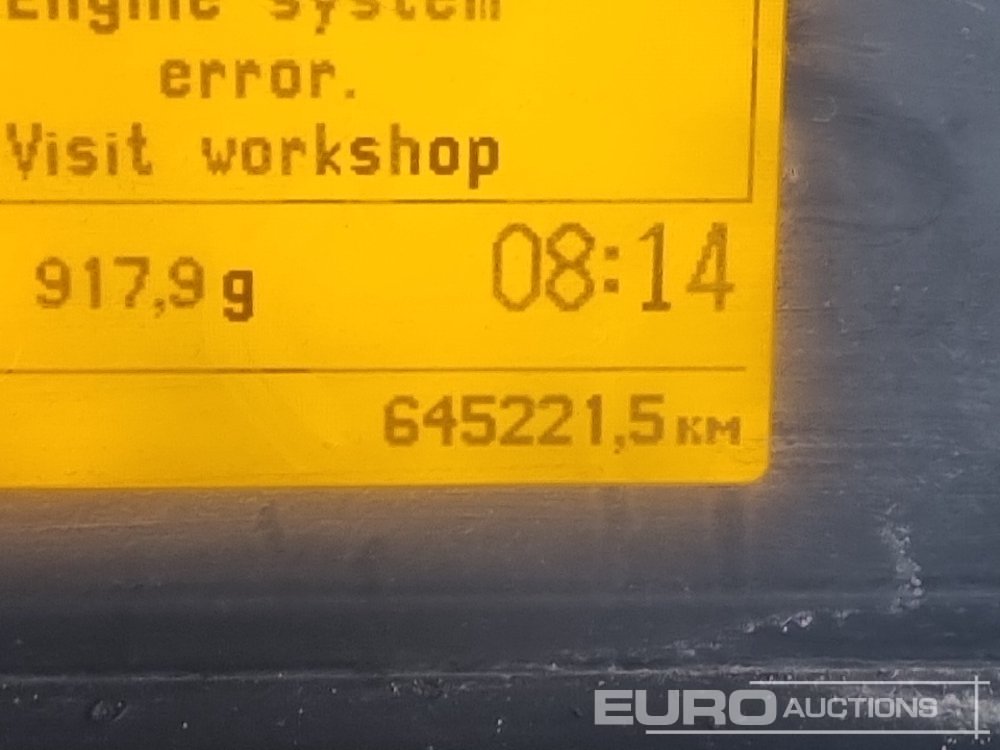 Engine system
error.
Visit workshop
917,9 g
08:14
645221,5 км
EURO AUCTIONS